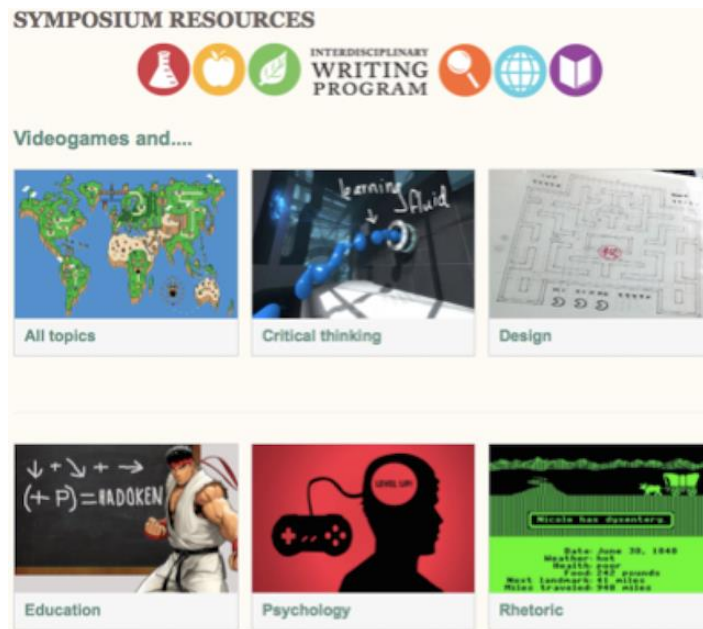 SYMPOSIUM RESOURCES
INTERDISCIPLINARY
WRITING
PROGRAM
Videogames and....
learning
fluid
All topics
Critical thinking
Design
↓ + ↘ + →
(+ P) = HADOKEN
LEVEL UP!
Nicole has dysentery.
Date: June 30, 1848
Weather: hot
Health: poor
Food: 242 pounds
Next landmark: 41 miles
Miles traveled: 948 miles
Education
Psychology
Rhetoric